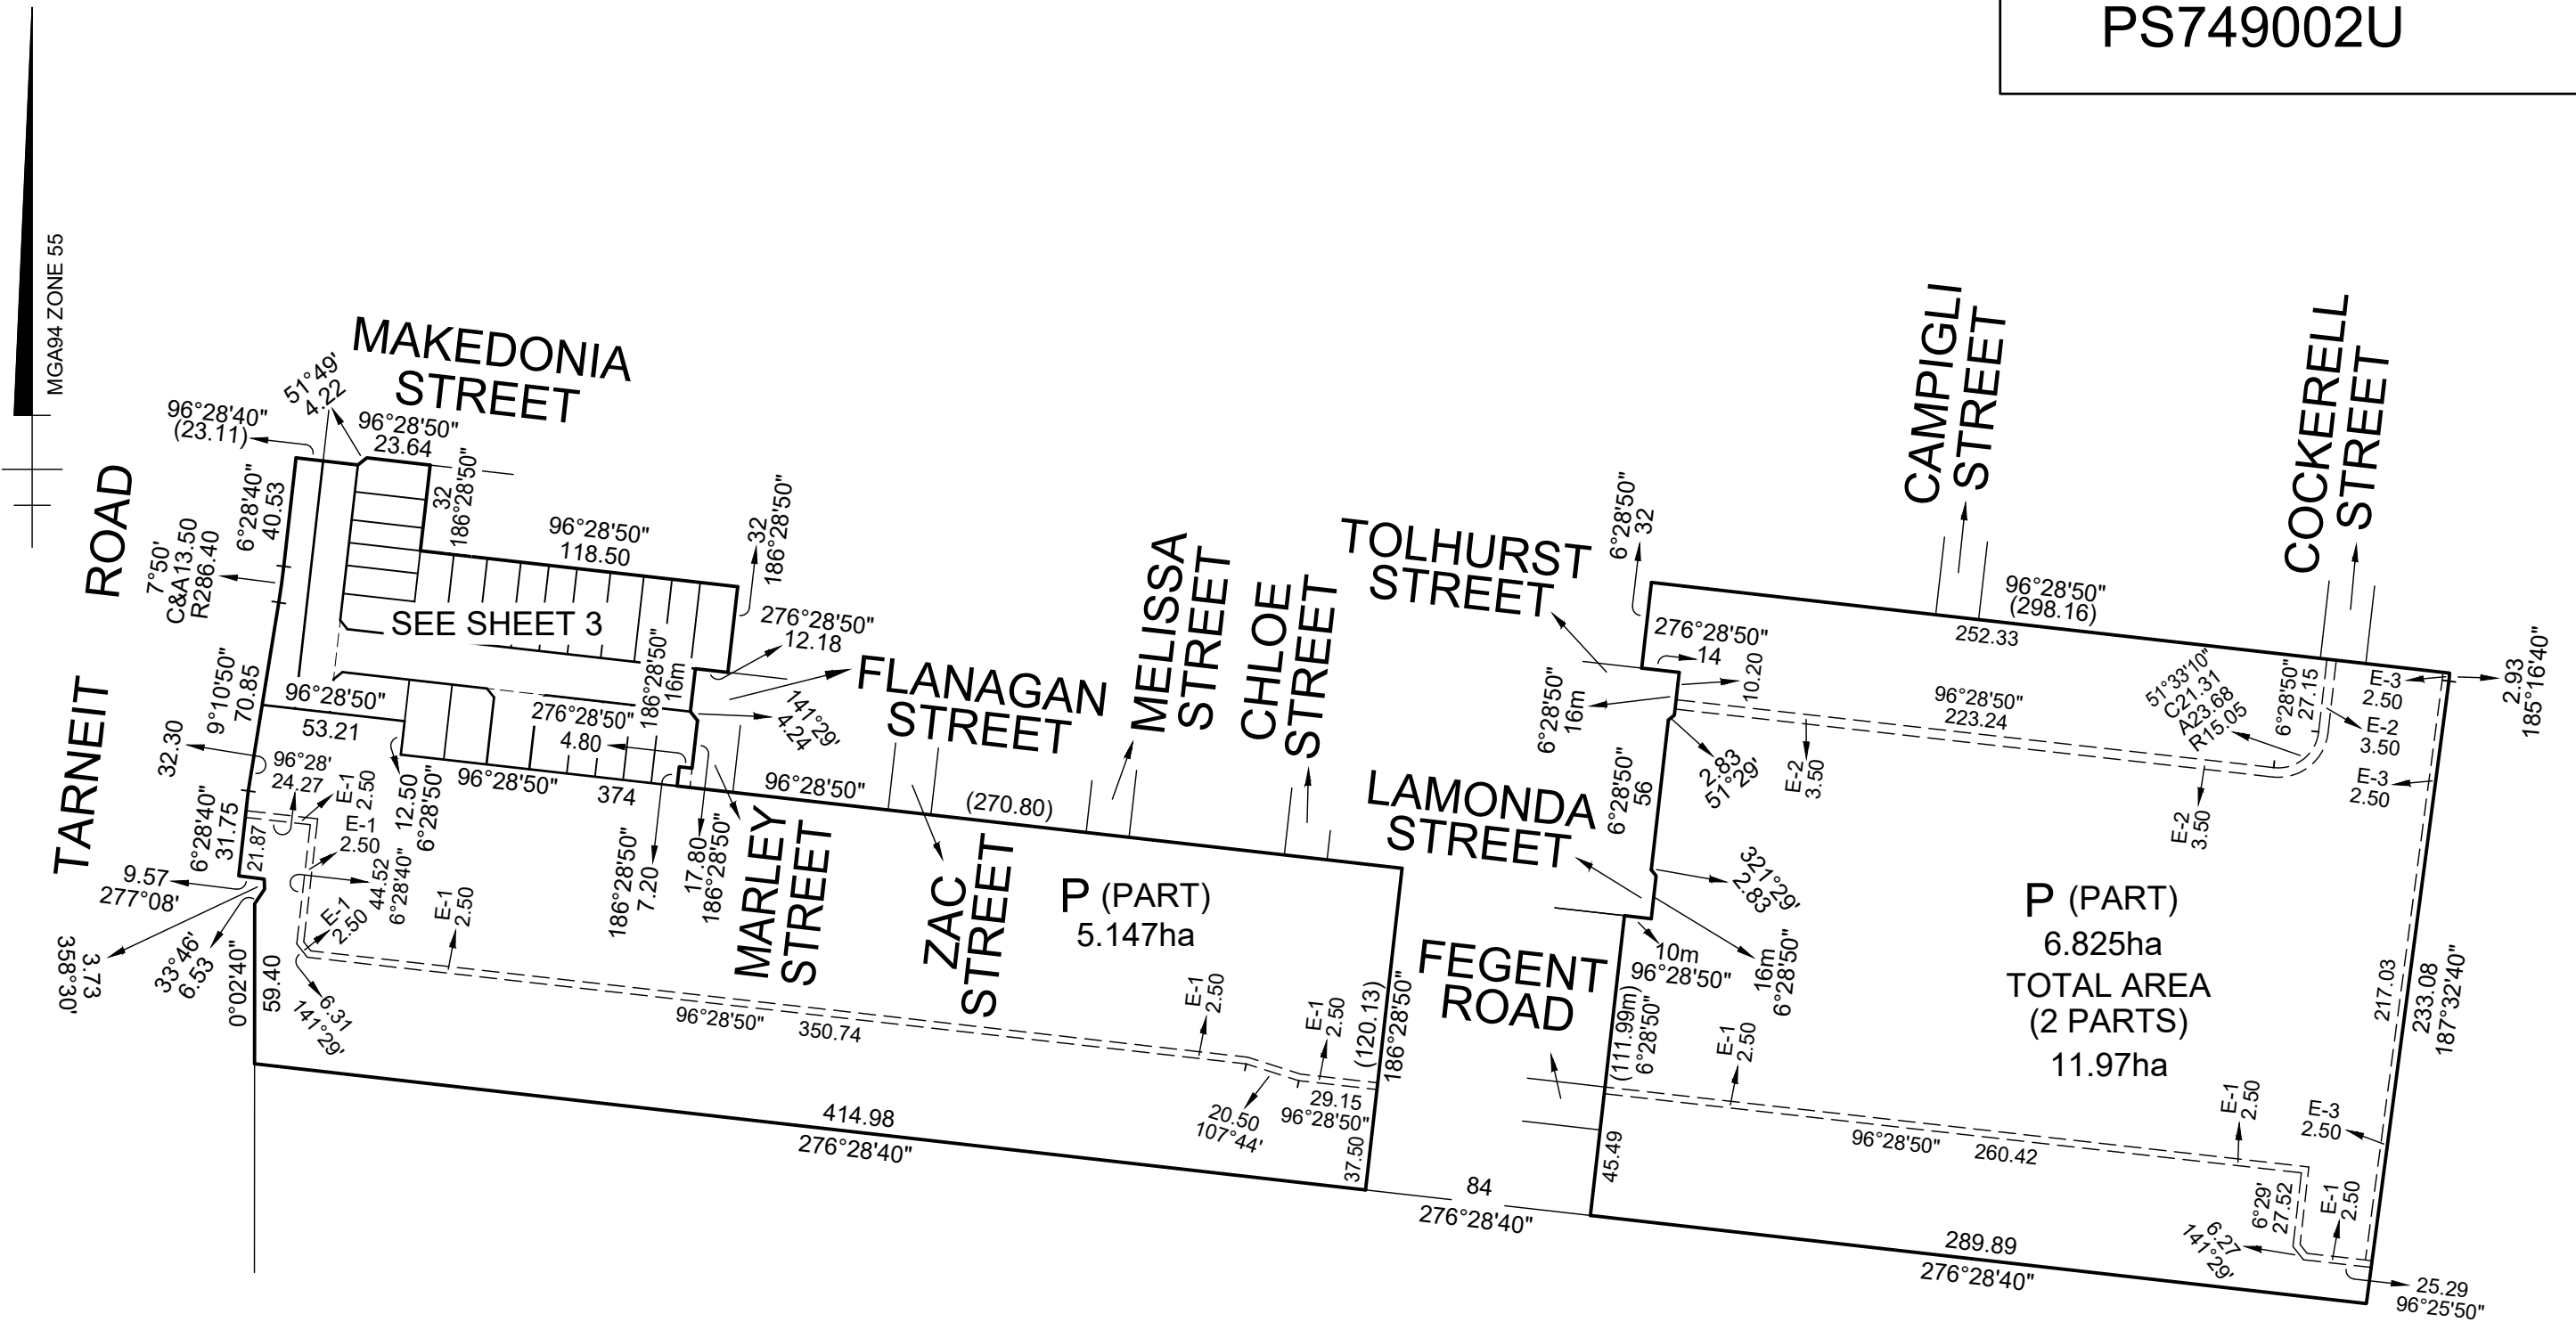 PS749002U
MGA94 ZONE 55
MAKEDONIA
STREET
51°49'
4.22
96°28'40"
(23.11)
96°28'50"
23.64
32
186°28'50"
96°28'50"
118.50
32
186°28'50"
6°28'40"
40.53
7°50'
C&A13.50
R286.40
TARNEIT ROAD
SEE SHEET 3
276°28'50"
12.18
186°28'50"
16m
9°10'50"
70.85
96°28'50"
53.21
276°28'50"
4.80
141°29'
4.24
32.30
96°28'
24.27
E-1
2.50
E-1
2.50
12.50
6°28'50"
96°28'50"
374
6°28'40"
31.75
21.87
44.52
6°28'40"
E-1
2.50
E-1
2.50
9.57
277°08'
3.73
358°30'
33°46'
6.53
0°02'40"
59.40
6.31
141°29'
186°28'50"
7.20
17.80
186°28'50"
MARLEY
STREET
FLANAGAN
STREET
96°28'50"
(270.80)
ZAC
STREET
MELISSA
STREET
CHLOE
STREET
P (PART)
5.147ha
96°28'50"
350.74
E-1
2.50
E-1
2.50
20.50
107°44'
29.15
96°28'50"
(120.13)
186°28'50"
37.50
414.98
276°28'40"
84
276°28'40"
TOLHURST
STREET
6°28'50"
32
276°28'50"
14
10.20
6°28'50"
16m
2.83
51°29'
6°28'50"
56
LAMONDA
STREET
321°29'
2.83
10m
96°28'50"
16m
6°28'50"
FEGENT
ROAD
(111.99m)
6°28'50"
45.49
CAMPIGLI
STREET
COCKERELL
STREET
96°28'50"
(298.16)
252.33
96°28'50"
223.24
E-2
3.50
E-2
3.50
51°33'10"
C21.31
A23.68
R15.05
6°28'50"
27.15
E-3
2.50
E-2
3.50
E-3
2.50
2.93
185°16'40"
P (PART)
6.825ha
TOTAL AREA
(2 PARTS)
11.97ha
217.03
233.08
187°32'40"
E-1
2.50
96°28'50"
260.42
E-1
2.50
E-3
2.50
6°29'
27.52
E-1
2.50
6.27
141°29'
25.29
96°25'50"
289.89
276°28'40"